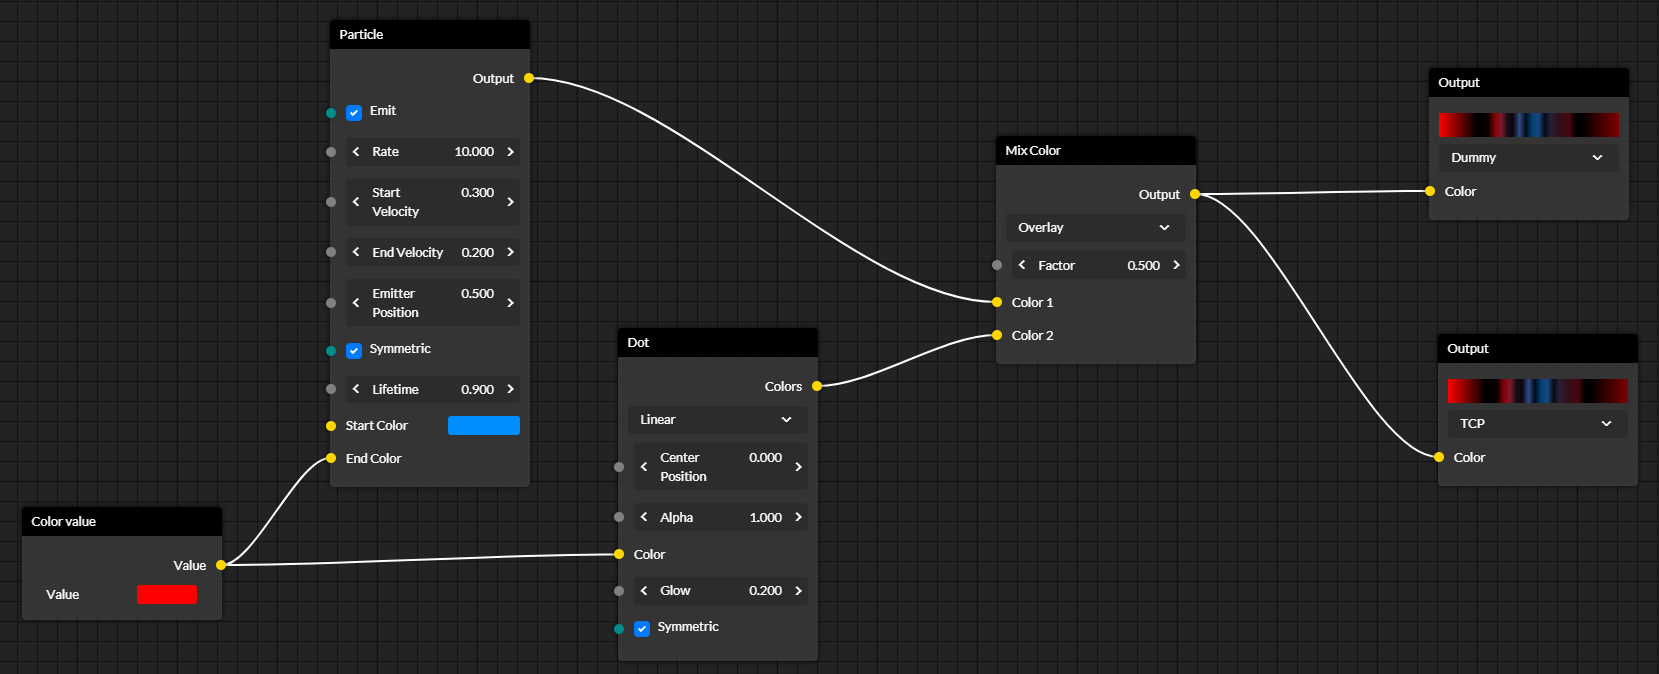 Particle
Output
Emit
Rate 10.000
Start Velocity 0.300
End Velocity 0.200
Emitter Position 0.500
Symmetric
Lifetime 0.900
Start Color
End Color
Color value
Value
Value
Dot
Colors
Linear
Center Position 0.000
Alpha 1.000
Color
Glow 0.200
Symmetric
Mix Color
Output
Overlay
Factor 0.500
Color 1
Color 2
Output
Dummy
Color
Output
TCP
Color